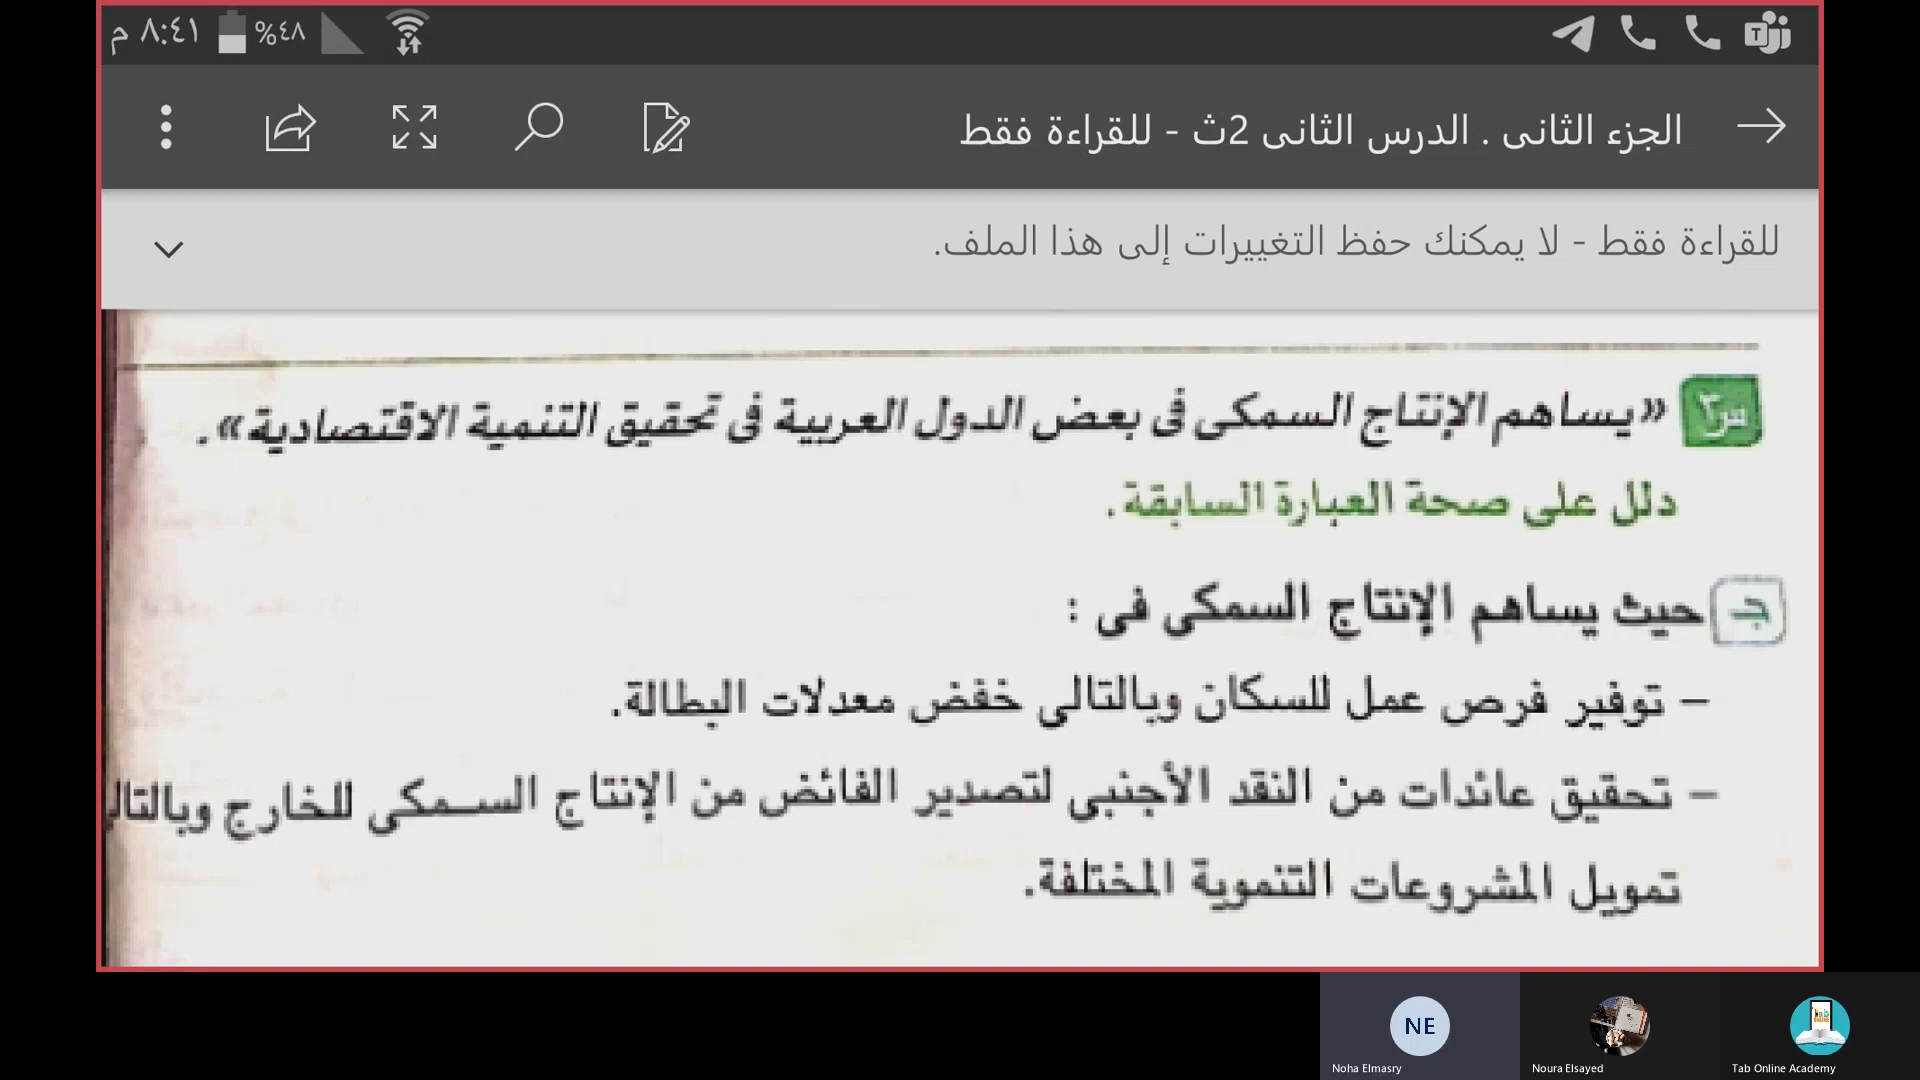 ٨:٤١ م ٤٨%
الجزء الثانى . الدرس الثانى 2ث - للقراءة فقط
للقراءة فقط - لا يمكنك حفظ التغييرات إلى هذا الملف.
س٣ «يساهم الإنتاج السمكى فى بعض الدول العربية فى تحقيق التنمية الاقتصادية».
دلل على صحة العبارة السابقة.
جـ حيث يساهم الإنتاج السمكى فى :
– توفير فرص عمل للسكان وبالتالى خفض معدلات البطالة.
– تحقيق عائدات من النقد الأجنبى لتصدير الفائض من الإنتاج السمكى للخارج وبالتال
تمويل المشروعات التنموية المختلفة.
NE
Noha Elmasry
Noura Elsayed
Tab Online Academy